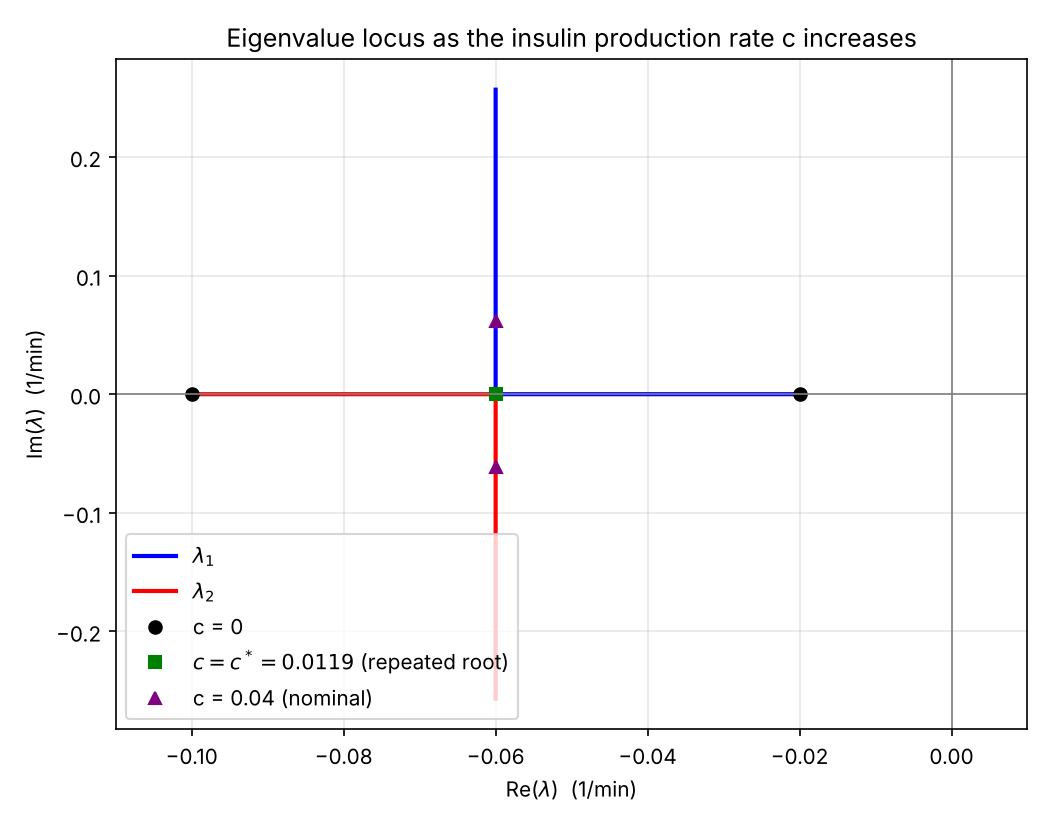 Eigenvalue locus as the insulin production rate c increases
Im(λ) (1/min)
0.2
0.1
0.0
−0.1
−0.2
λ₁
λ₂
c = 0
c = c* = 0.0119 (repeated root)
c = 0.04 (nominal)
−0.10
−0.08
−0.06
−0.04
−0.02
0.00
Re(λ) (1/min)